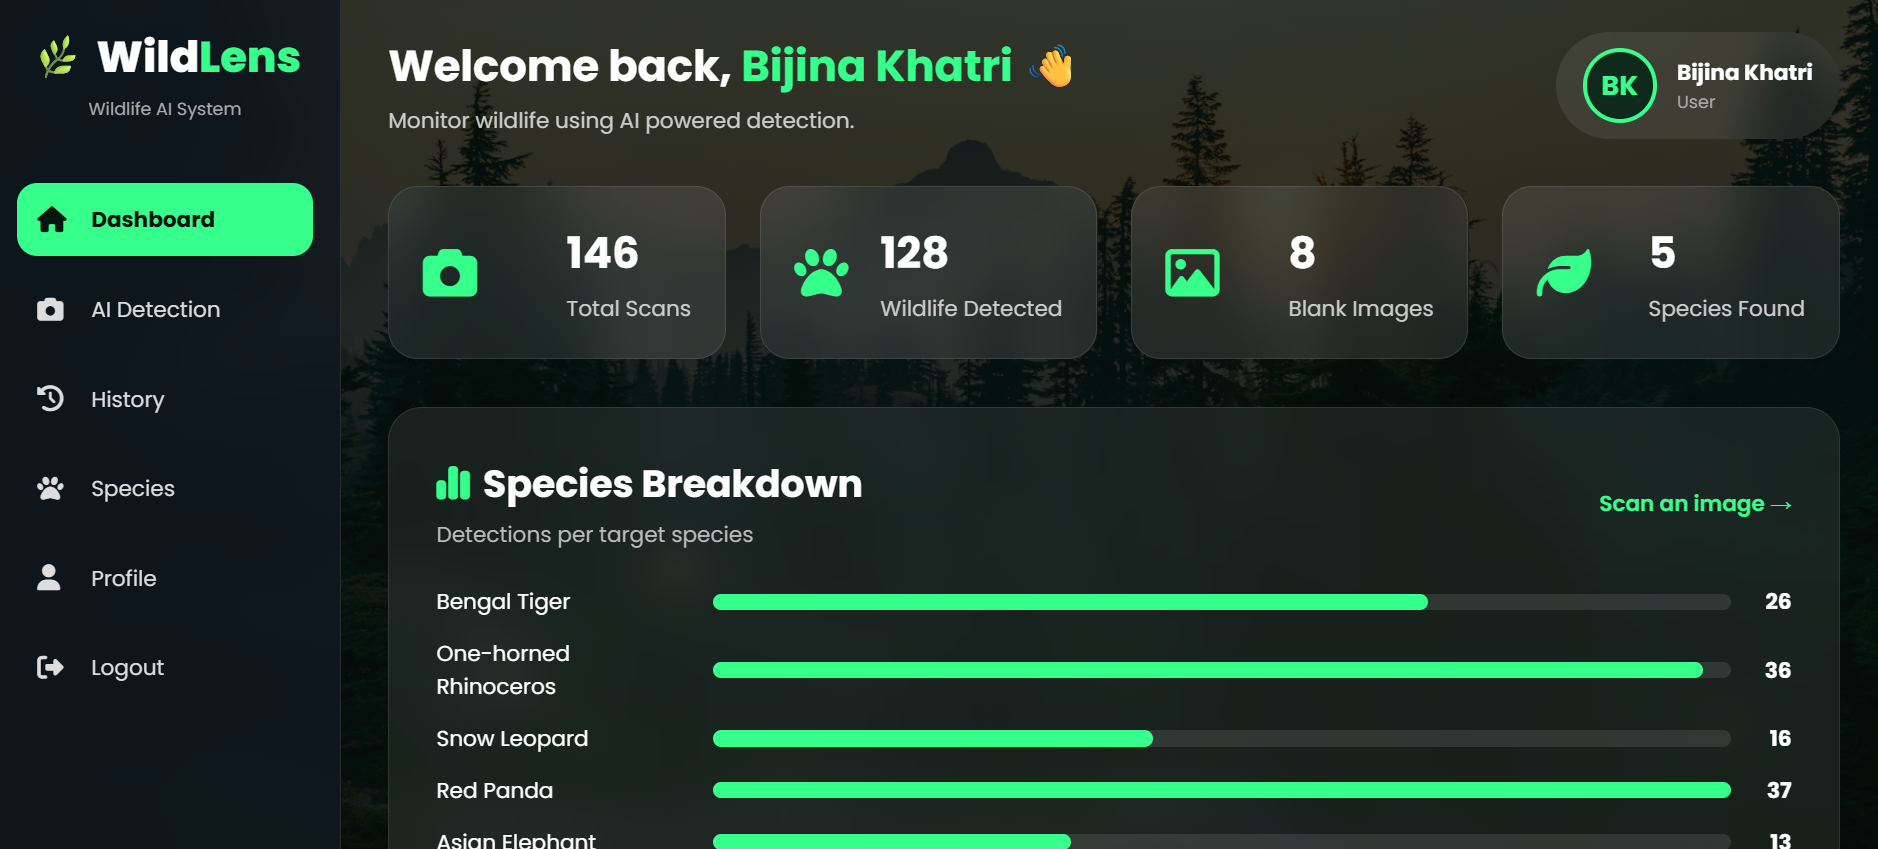 WildLens
Wildlife AI System
Dashboard
AI Detection
History
Species
Profile
Logout
Welcome back, Bijina Khatri 👋
Monitor wildlife using AI powered detection.
BK
Bijina Khatri
User
146
Total Scans
128
Wildlife Detected
8
Blank Images
5
Species Found
Species Breakdown
Detections per target species
Scan an image →
Bengal Tiger 26
One-horned
Rhinoceros 36
Snow Leopard 16
Red Panda 37
Asian Elephant 13